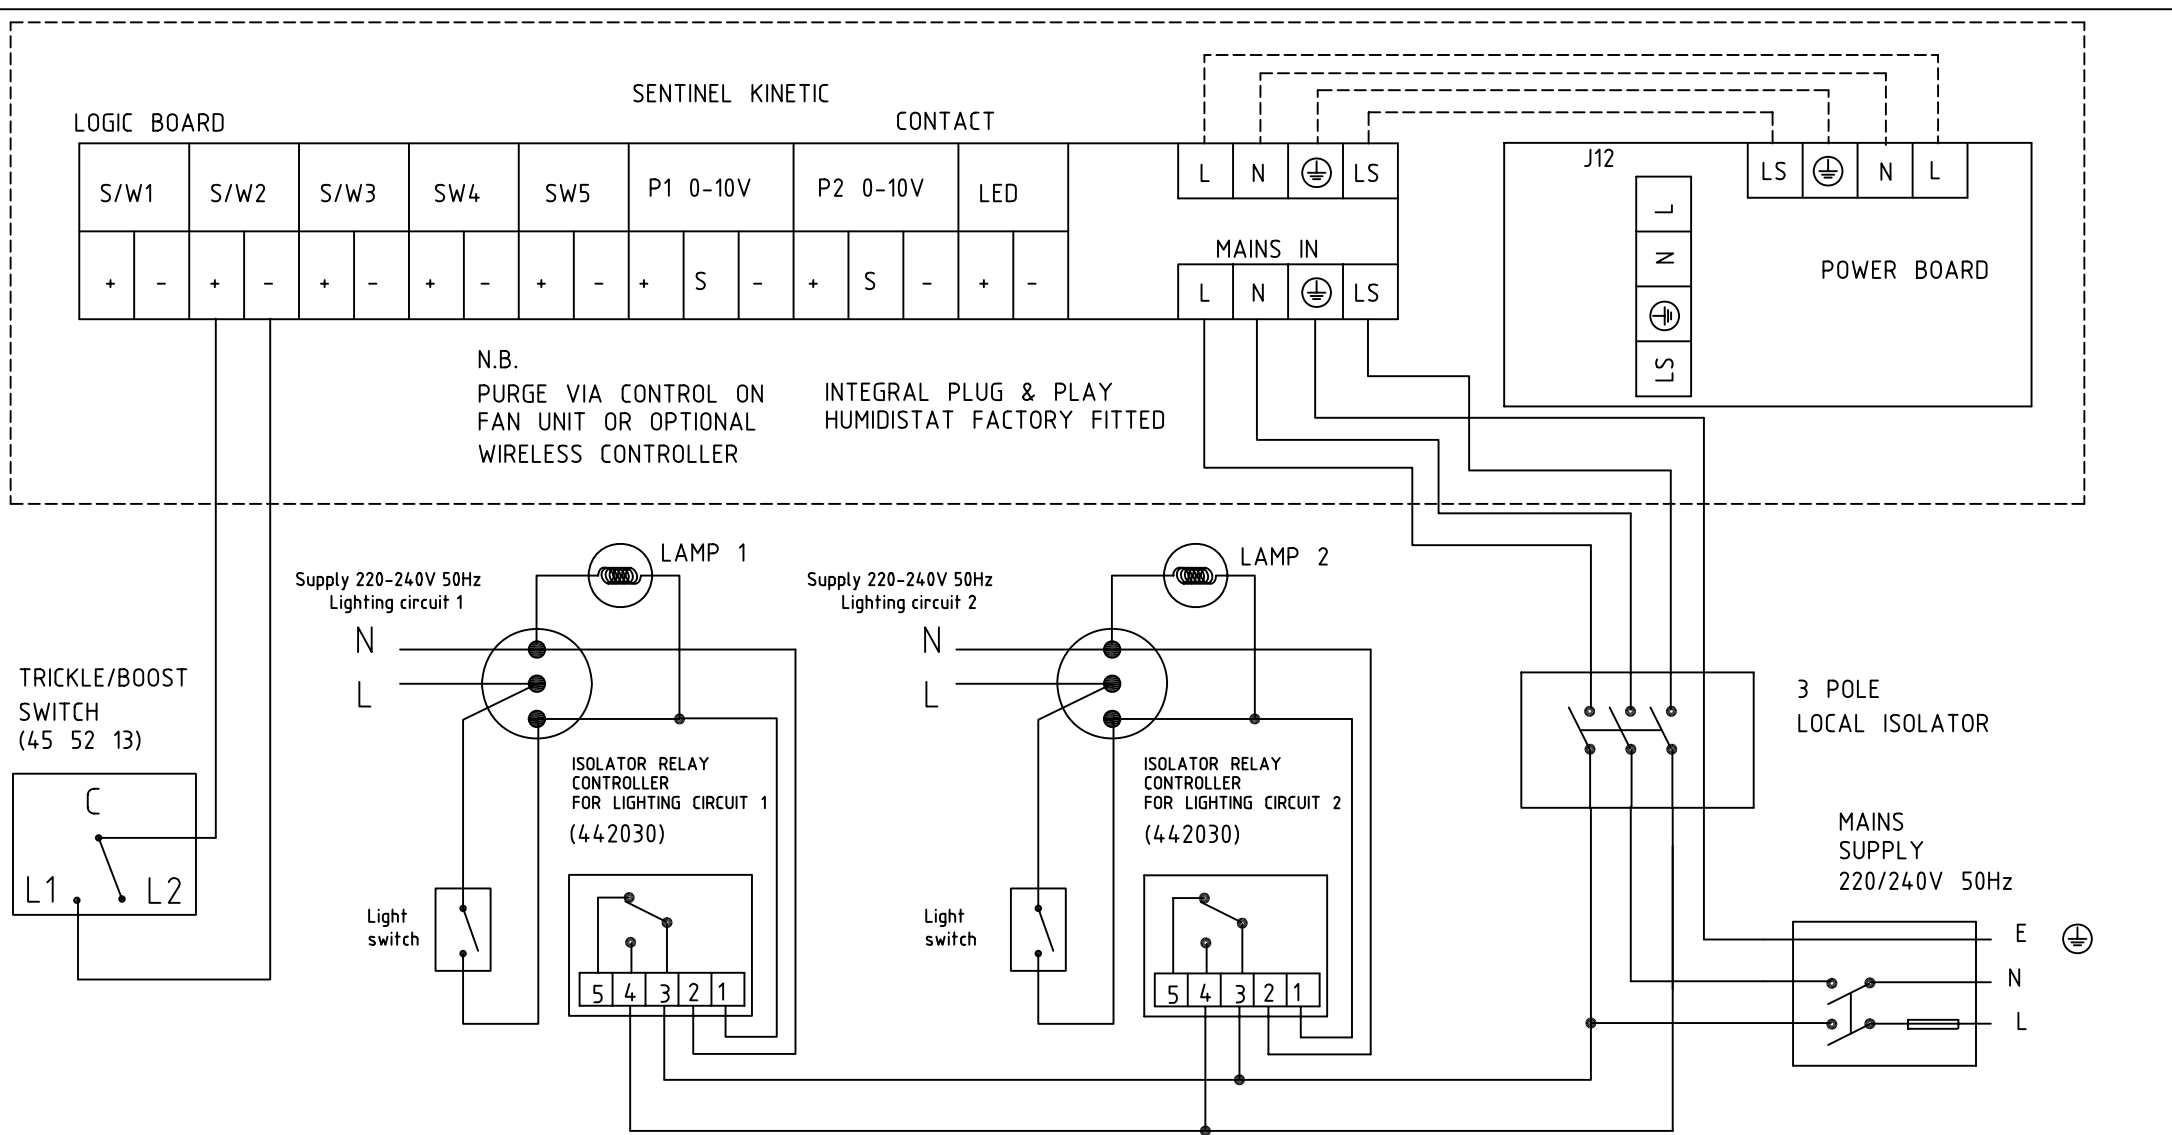 SENTINEL KINETIC
LOGIC BOARD
CONTACT
S/W1 S/W2 S/W3 SW4 SW5 P1 0-10V P2 0-10V LED
+ - + - + - + - + - + S - + S - + -
L N LS
MAINS IN
L N LS
J12
LS N L
L
N
LS
POWER BOARD
N.B.
PURGE VIA CONTROL ON
FAN UNIT OR OPTIONAL
WIRELESS CONTROLLER
INTEGRAL PLUG & PLAY
HUMIDISTAT FACTORY FITTED
LAMP 1
Supply 220-240V 50Hz
Lighting circuit 1
N
L
LAMP 2
Supply 220-240V 50Hz
Lighting circuit 2
N
L
TRICKLE/BOOST
SWITCH
(45 52 13)
C
L1 L2
ISOLATOR RELAY
CONTROLLER
FOR LIGHTING CIRCUIT 1
(442030)
Light
switch
5 4 3 2 1
ISOLATOR RELAY
CONTROLLER
FOR LIGHTING CIRCUIT 2
(442030)
Light
switch
5 4 3 2 1
3 POLE
LOCAL ISOLATOR
MAINS
SUPPLY
220/240V 50Hz
E
N
L